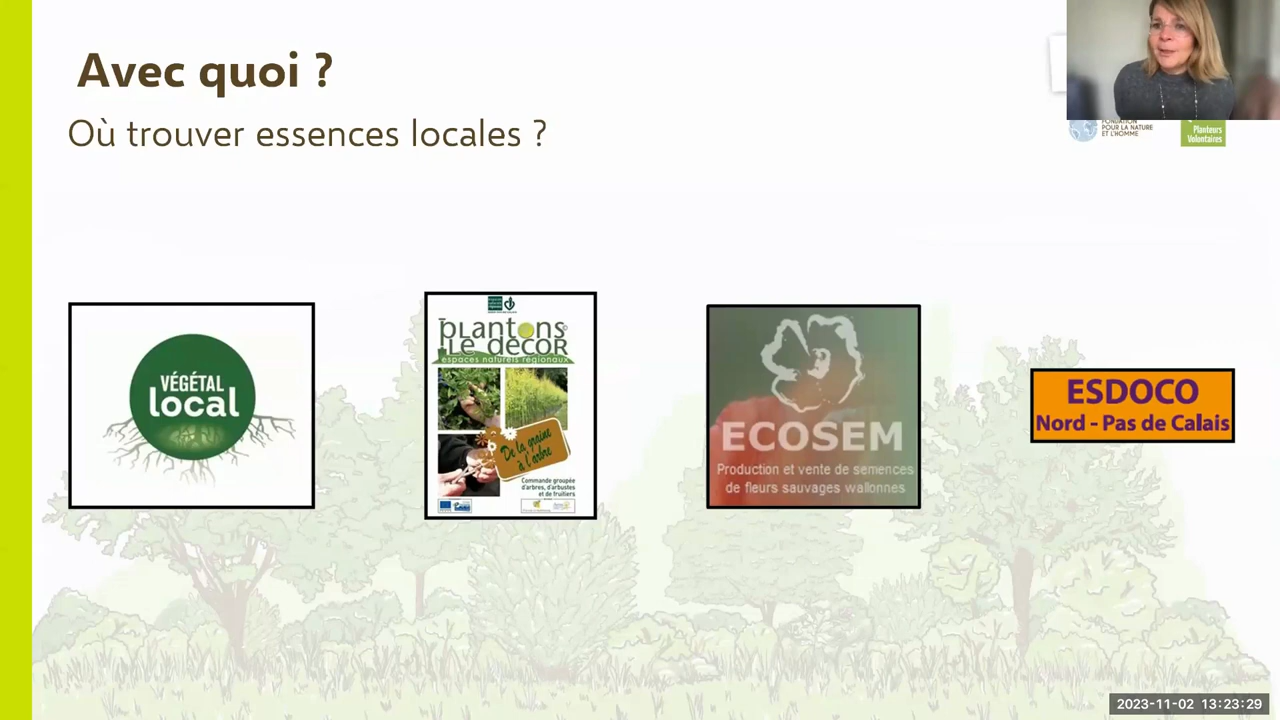 Avec quoi ?
Où trouver essences locales ?
FONDATION
POUR LA NATURE
ET L'HOMME
Planteurs
Volontaires
VÉGÉTAL
local
plantons
LE DÉCOR
espaces naturels régionaux
De la graine
à l'arbre
Commande groupée
d'arbres, d'arbustes
et de fruitiers
ECOSEM
Production et vente de semences
de fleurs sauvages wallonnes
ESDOCO
Nord - Pas de Calais
2023-11-02 13:23:29